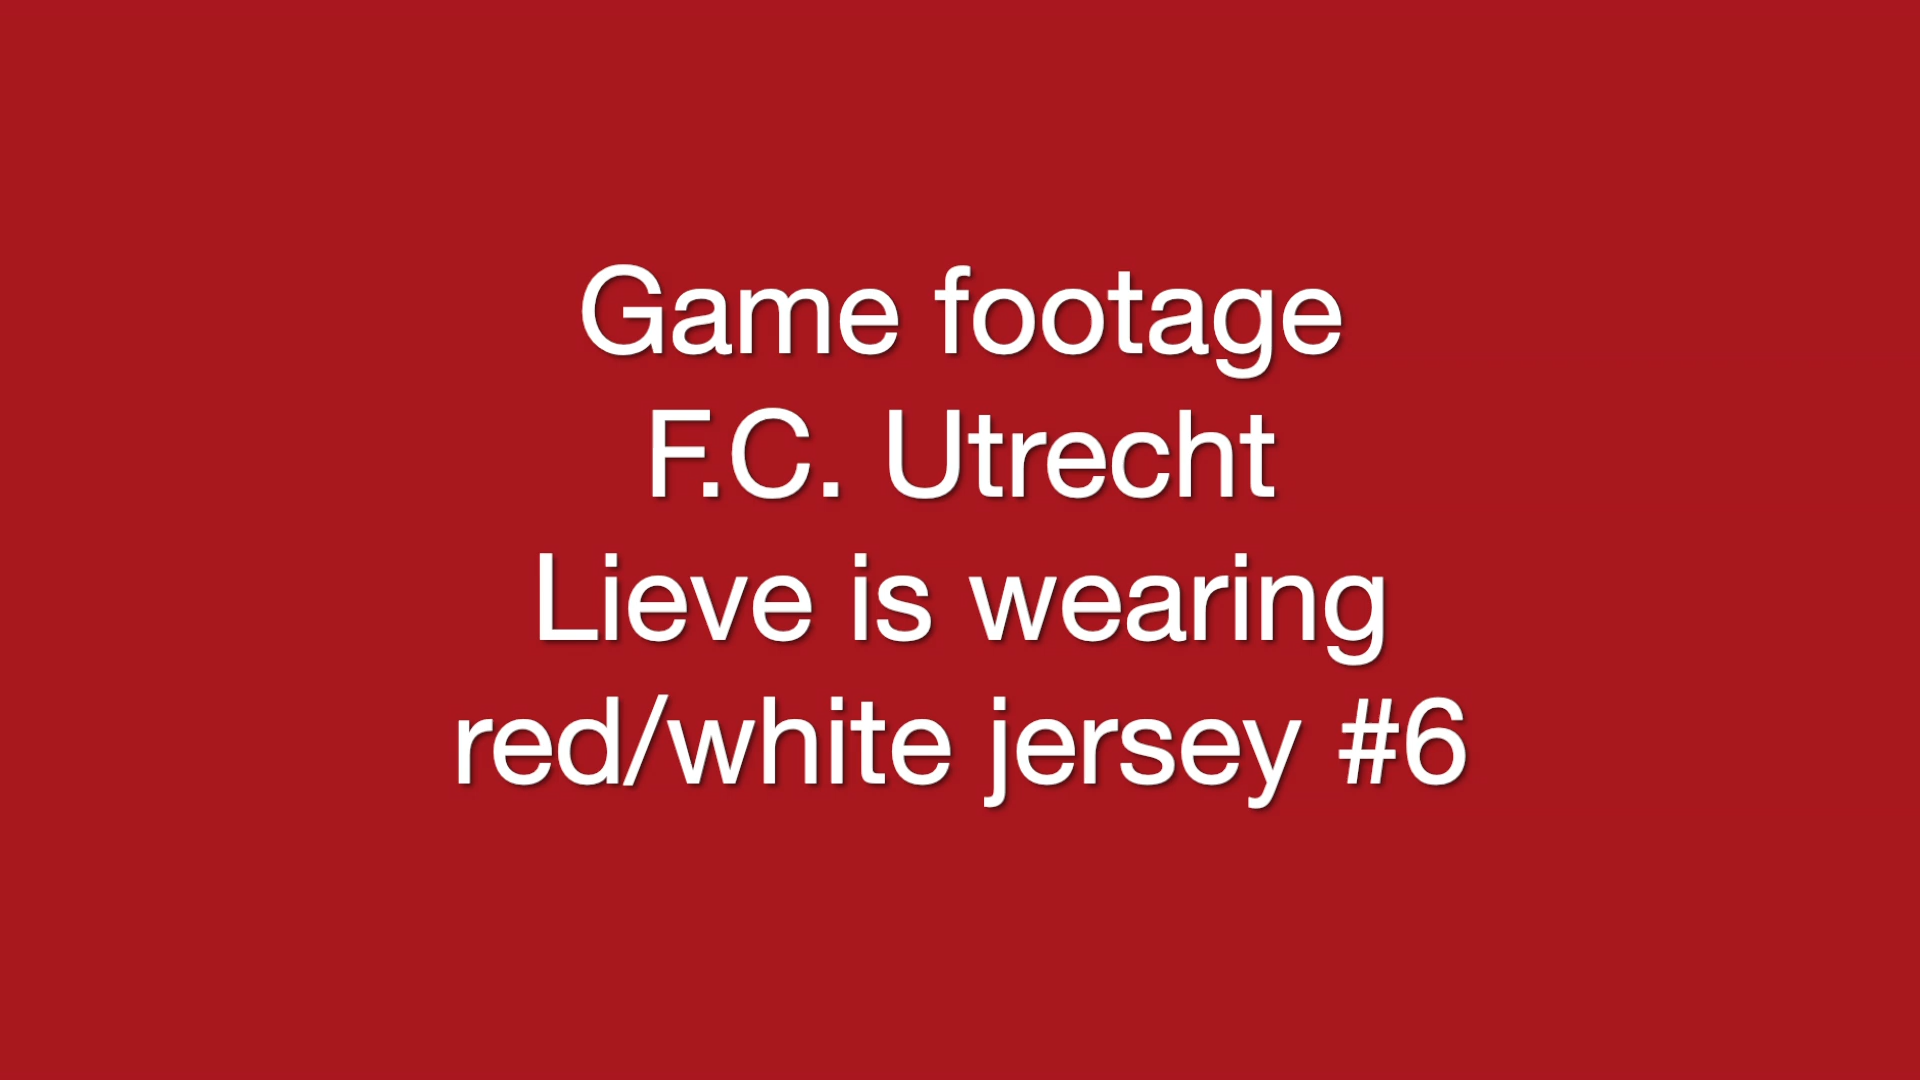 Game footage
F.C. Utrecht
Lieve is wearing
red/white jersey #6